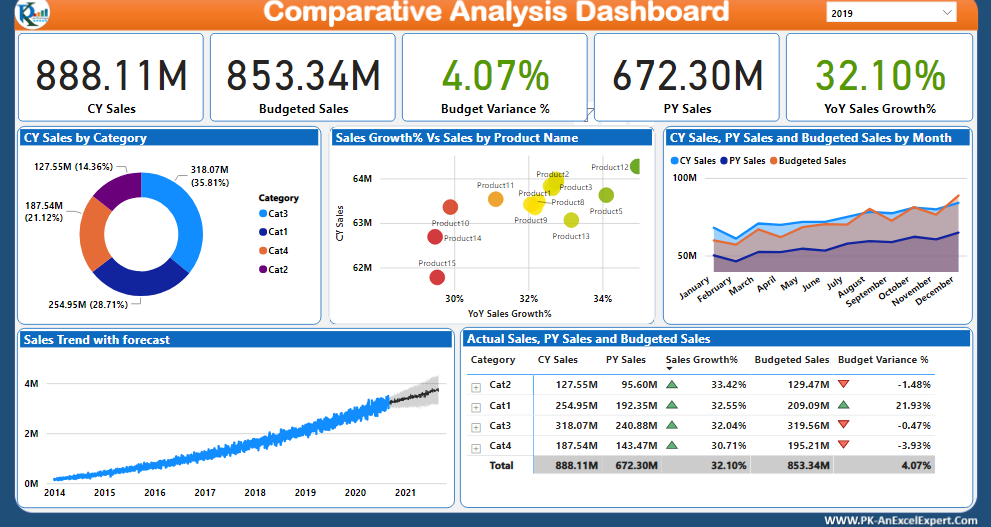 Comparative Analysis Dashboard
2019
888.11M
CY Sales
853.34M
Budgeted Sales
4.07%
Budget Variance %
672.30M
PY Sales
32.10%
YoY Sales Growth%
CY Sales by Category
127.55M (14.36%)
318.07M
(35.81%)
187.54M
(21.12%)
254.95M (28.71%)
Category
Cat3
Cat1
Cat4
Cat2
Sales Growth% Vs Sales by Product Name
CY Sales
64M
63M
62M
Product12
Product2
Product11
Product3
Product1
Product8
Product5
Product9
Product10
Product13
Product14
Product15
30% 32% 34%
YoY Sales Growth%
CY Sales, PY Sales and Budgeted Sales by Month
CY Sales PY Sales Budgeted Sales
100M
50M
January February March April May June July August September October November December
Sales Trend with forecast
4M
2M
0M
2014 2015 2016 2017 2018 2019 2020 2021
Actual Sales, PY Sales and Budgeted Sales
Category CY Sales PY Sales Sales Growth% Budgeted Sales Budget Variance %
Cat2 127.55M 95.60M 33.42% 129.47M -1.48%
Cat1 254.95M 192.35M 32.55% 209.09M 21.93%
Cat3 318.07M 240.88M 32.04% 319.56M -0.47%
Cat4 187.54M 143.47M 30.71% 195.21M -3.93%
Total 888.11M 672.30M 32.10% 853.34M 4.07%
WWW.PK-AnExcelExpert.Com